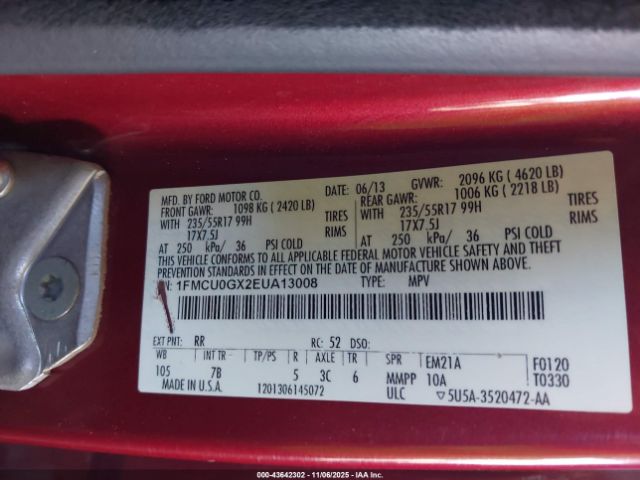 MFD. BY FORD MOTOR CO.
DATE: 06/13 GVWR: 2096 KG ( 4620 LB)
FRONT GAWR: 1098 KG ( 2420 LB) REAR GAWR: 1006 KG ( 2218 LB)
WITH 235/55R17 99H TIRES WITH 235/55R17 99H TIRES
17X7.5J RIMS 17X7.5J RIMS
AT 250 kPa/ 36 PSI COLD AT 250 kPa/ 36 PSI COLD
THIS VEHICLE CONFORMS TO ALL APPLICABLE FEDERAL MOTOR VEHICLE SAFETY AND THEFT
PREVENTION STANDARDS IN EFFECT ON THE DATE OF MANUFACTURE SHOWN ABOVE.
1FMCU0GX2EUA13008 TYPE: MPV
EXT PNT: RR RC: 52 DSO:
WB INT TR TP/PS R AXLE TR SPR EM21A F0120
105 7B 5 3C 6 MMPP 10A T0330
MADE IN U.S.A. 1201306145072 ULC ▽5U5A-3520472-AA
000-43642302 - 11/06/2025 - IAA Inc.